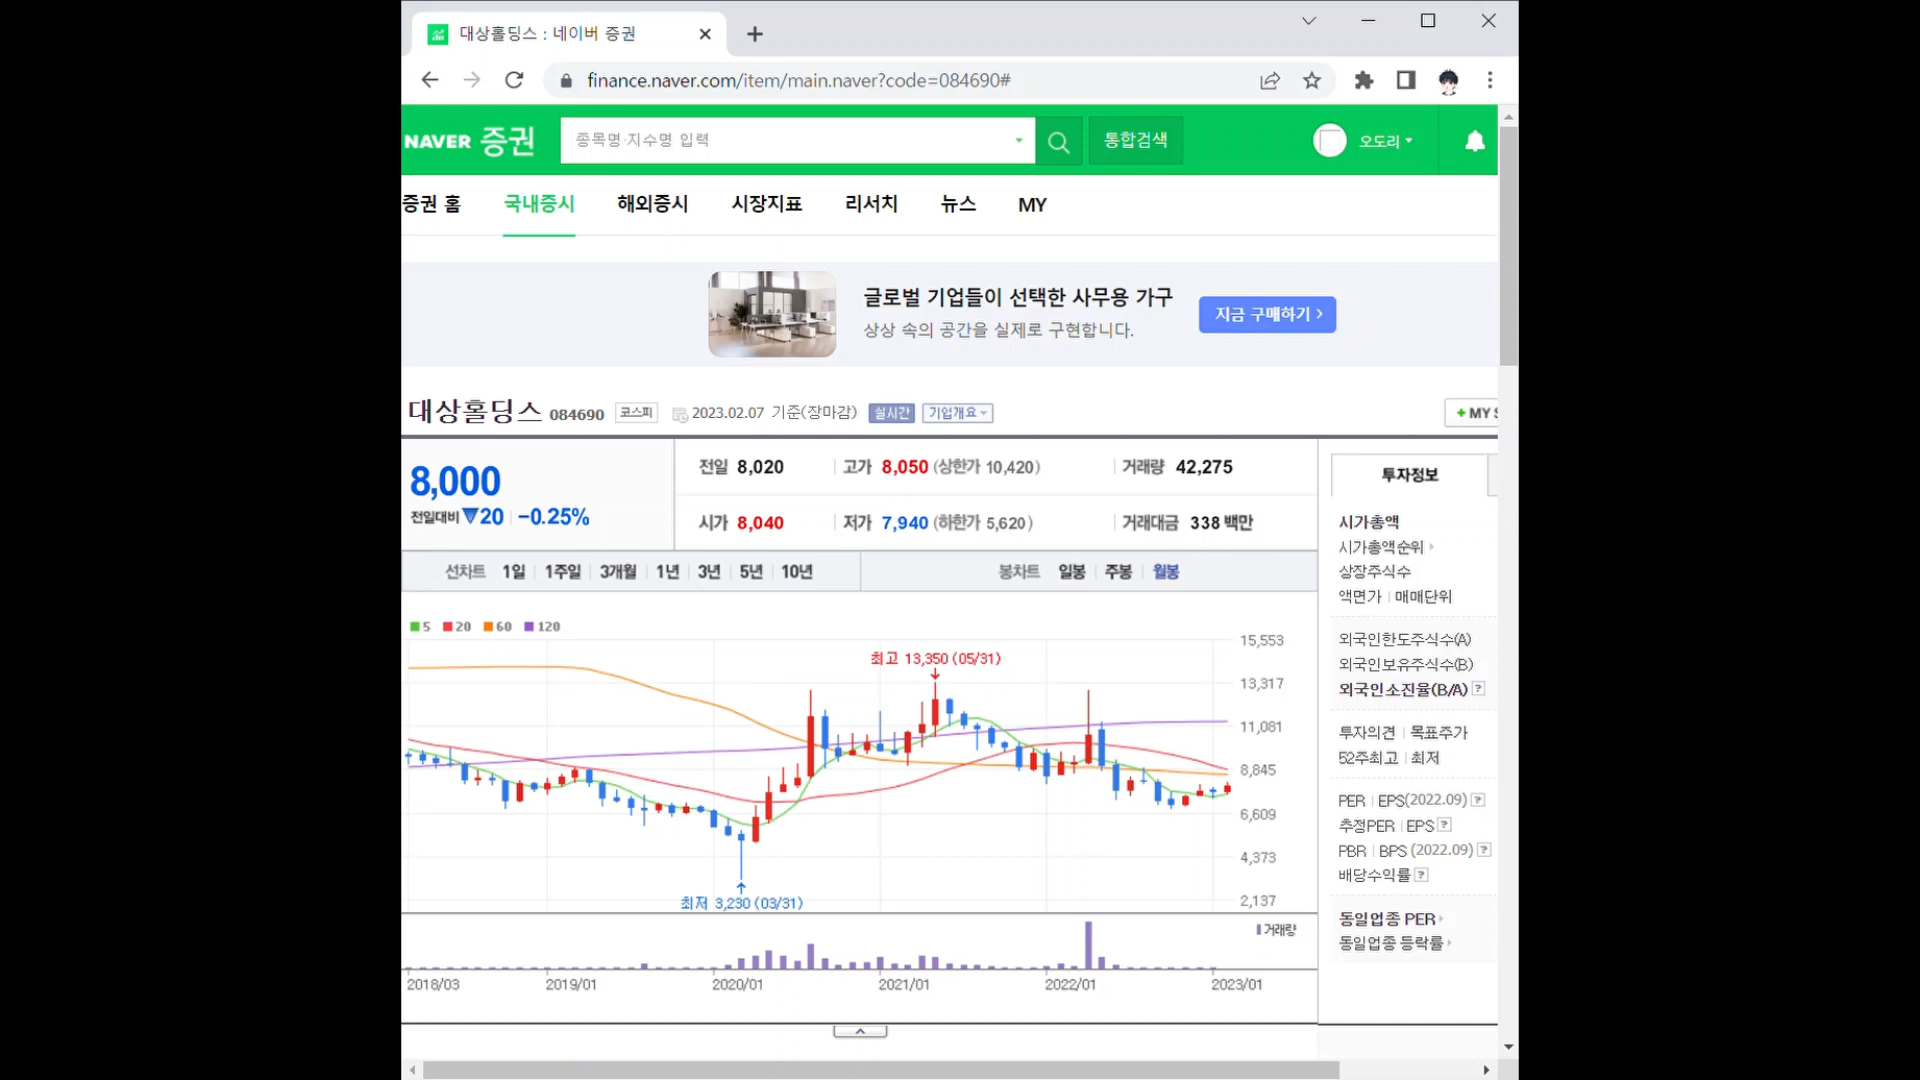 대상홀딩스 : 네이버 증권
finance.naver.com/item/main.naver?code=084690#
NAVER 증권
종목명·지수명 입력
통합검색
오도리
증권 홈 국내증시 해외증시 시장지표 리서치 뉴스 MY
글로벌 기업들이 선택한 사무용 가구
상상 속의 공간을 실제로 구현합니다.
지금 구매하기 >
대상홀딩스 084690 코스피 2023.02.07 기준(장마감) 실시간 기업개요
+ MY
8,000
전일대비 ▼20 -0.25%
전일 8,020 고가 8,050 (상한가 10,420) 거래량 42,275
시가 8,040 저가 7,940 (하한가 5,620) 거래대금 338 백만
선차트 1일 1주일 3개월 1년 3년 5년 10년 봉차트 일봉 주봉 월봉
5 20 60 120
최고 13,350 (05/31)
최저 3,230 (03/31)
15,553
13,317
11,081
8,845
6,609
4,373
2,137
거래량
2018/03 2019/01 2020/01 2021/01 2022/01 2023/01
투자정보
시가총액
시가총액순위
상장주식수
액면가 | 매매단위
외국인한도주식수(A)
외국인보유주식수(B)
외국인소진율(B/A) ?
투자의견 | 목표주가
52주최고 | 최저
PER | EPS(2022.09) ?
추정PER | EPS ?
PBR | BPS (2022.09) ?
배당수익률 ?
동일업종 PER
동일업종 등락률